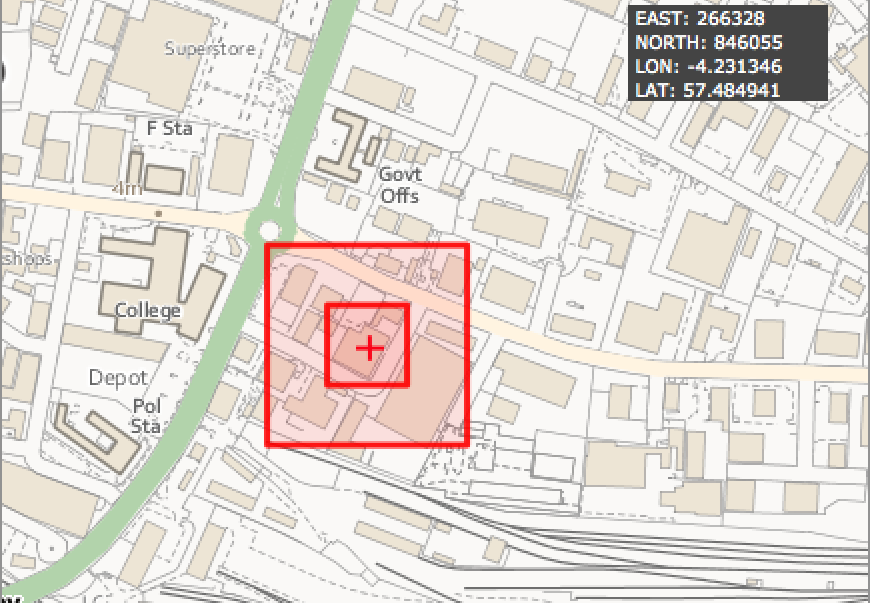 EAST: 266328
NORTH: 846055
LON: -4.231346
LAT: 57.484941
Superstore
F Sta
4m
Govt
Offs
shops
College
Depot
Pol
Sta